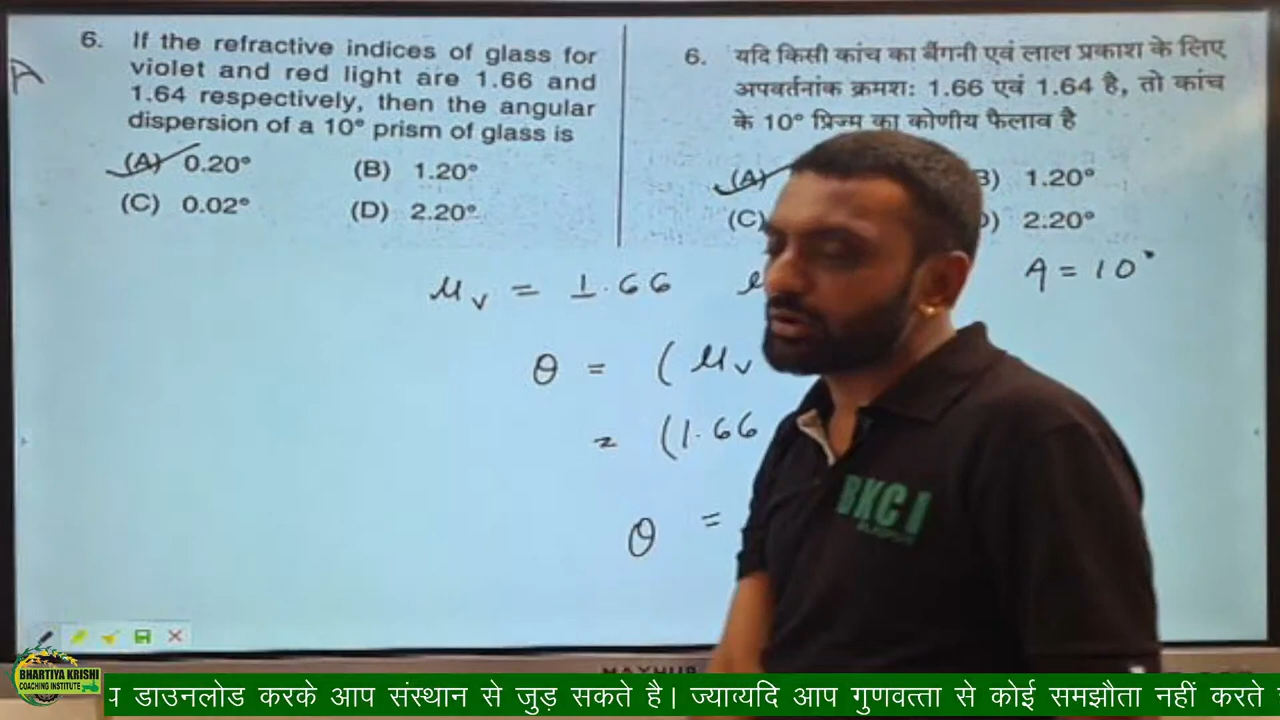 6. If the refractive indices of glass for
violet and red light are 1.66 and
1.64 respectively, then the angular
dispersion of a 10° prism of glass is
(A) 0.20° (B) 1.20°
(C) 0.02° (D) 2.20°
6. यदि किसी कांच का बैंगनी एवं लाल प्रकाश के लिए
अपवर्तनांक क्रमशः 1.66 एवं 1.64 है, तो कांच
के 10° प्रिज्म का कोणीय फैलाव है
(A) 1.20°
(C) 2.20°
A
μv = 1.66 A = 10°
θ = (μv
= (1.66
θ =
BKCI
BHARTIYA KRISHI
COACHING INSTITUTE
डाउनलोड करके आप संस्थान से जुड़ सकते है। ज्याव्यदि आप गुणवत्ता से कोई समझौता नहीं करते